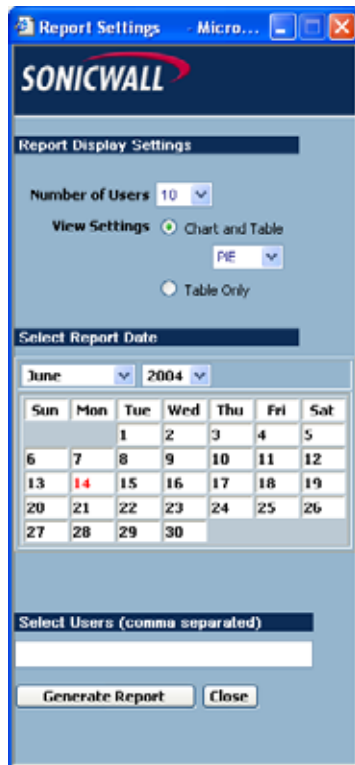 Report Settings - Micro...
SONICWALL
Report Display Settings
Number of Users 10
View Settings Chart and Table
PIE
Table Only
Select Report Date
June 2004
Sun Mon Tue Wed Thu Fri Sat
1 2 3 4 5
6 7 8 9 10 11 12
13 14 15 16 17 18 19
20 21 22 23 24 25 26
27 28 29 30
Select Users (comma separated)
Generate Report Close